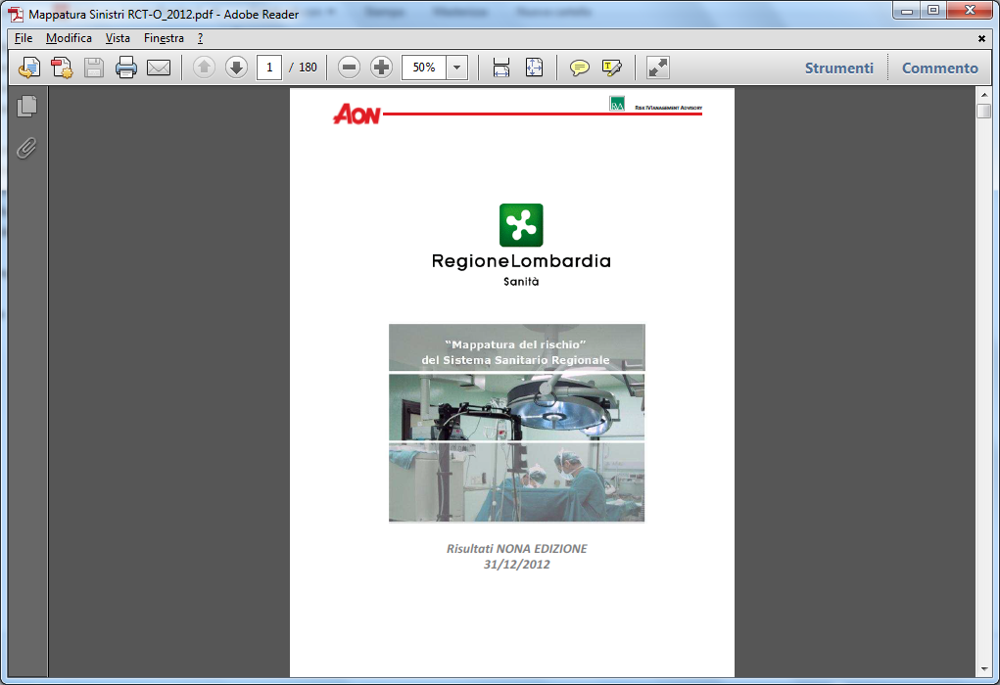 Mappatura Sinistri RCT-O_2012.pdf - Adobe Reader
File Modifica Vista Finestra ?
1 / 180 50% Strumenti Commento
AON RISK MANAGEMENT ADVISORY
RegioneLombardia
Sanità
“Mappatura del rischio”
del Sistema Sanitario Regionale
Risultati NONA EDIZIONE
31/12/2012